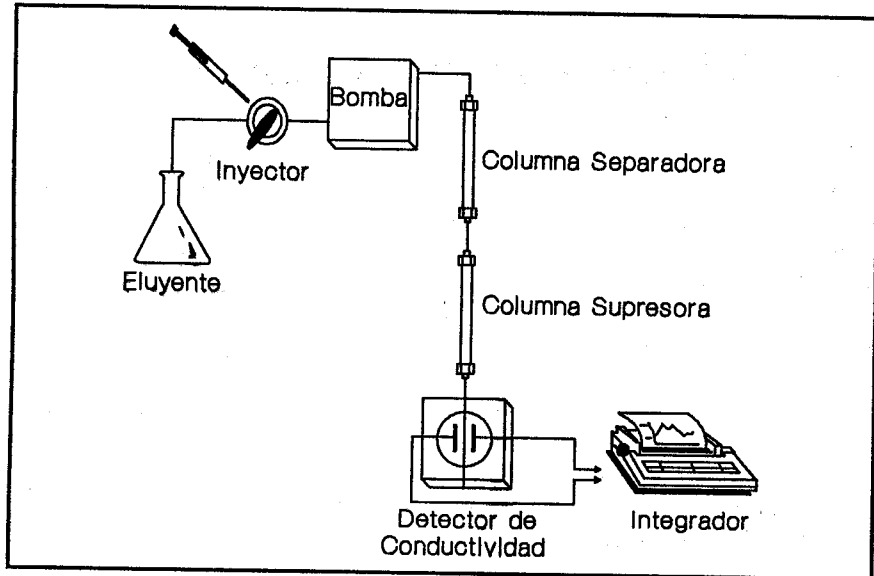 Bomba
Inyector
Columna Separadora
Eluyente
Columna Supresora
Detector de
Conductividad
Integrador